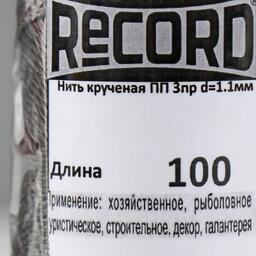 RECORD
Нить крученая ПП 3пр d=1.1мм
Длина 100
Применение: хозяйственное, рыболовное
уристическое, строительное, декор, галантерея